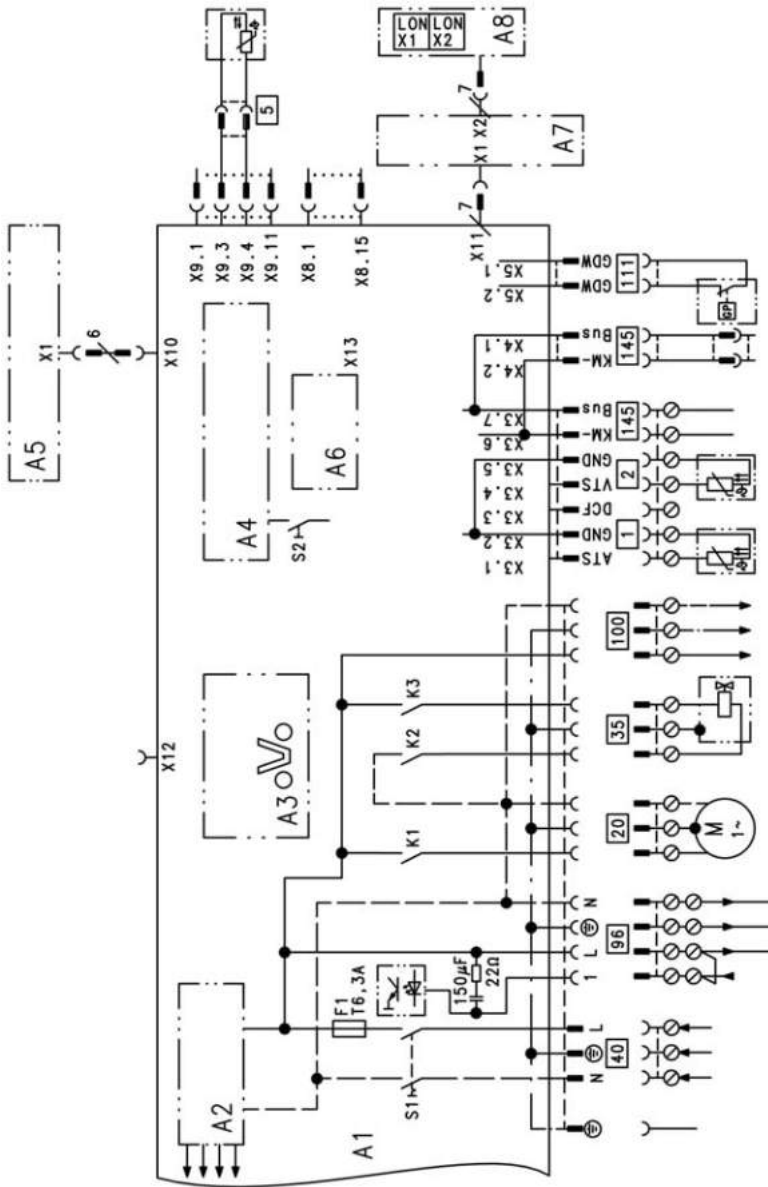 LON LON
X1 X2
A8
5
7
X1 X2
A7
7
X11
A5
X1
6
X10
X9.1
X9.3
X9.4
X9.11
X8.1
X8.15
A4
S2
A6
X13
X12
A3
A2
A1
F1
T6,3A
S1
150µF
22Ω
K1
K2
K3
X5.1
X5.2
X4.1
X4.2
X3.7
X3.6
X3.5
X3.4
X3.3
X3.2
X3.1
GDW
GDW
Bus
KM-
Bus
KM-
GND
VTS
DCF
GND
ATS
111
145
145
2
1
GP
100
35
20
M
1~
N
L
1
96
L
N
40